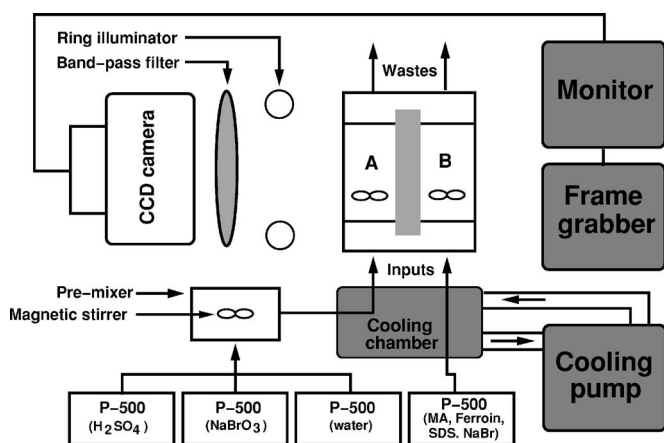 Ring illuminator
Band-pass filter
Wastes
Monitor
CCD camera
A
B
Frame
grabber
Pre-mixer
Magnetic stirrer
Inputs
Cooling
chamber
Cooling
pump
P-500
(H2SO4)
P-500
(NaBrO3)
P-500
(water)
P-500
(MA, Ferroin,
SDS. NaBr)